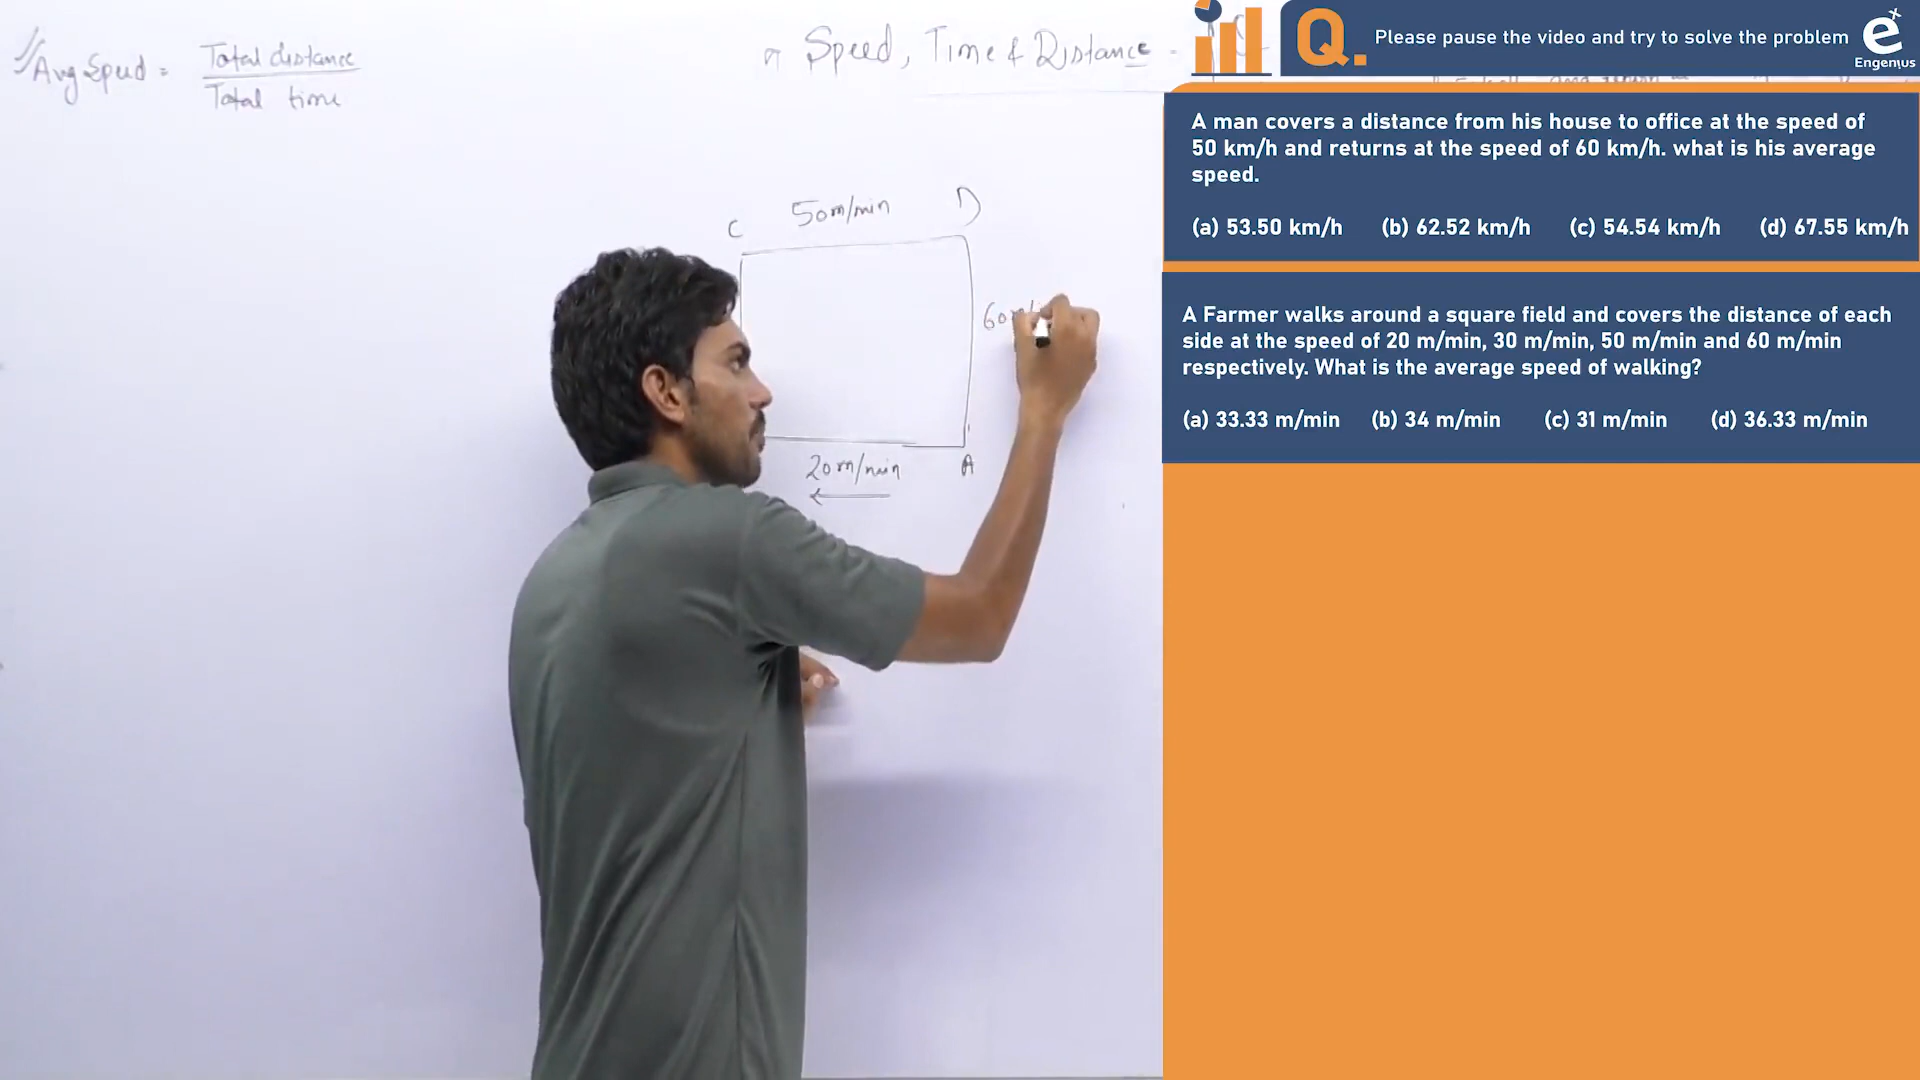 Avg Speed = Total distance
Total time
Speed, Time & Distance -
C 50m/min D
60m/
20m/min A
Q. Please pause the video and try to solve the problem
ex
Engenius
A man covers a distance from his house to office at the speed of
50 km/h and returns at the speed of 60 km/h. what is his average
speed.
(a) 53.50 km/h (b) 62.52 km/h (c) 54.54 km/h (d) 67.55 km/h
A Farmer walks around a square field and covers the distance of each
side at the speed of 20 m/min, 30 m/min, 50 m/min and 60 m/min
respectively. What is the average speed of walking?
(a) 33.33 m/min (b) 34 m/min (c) 31 m/min (d) 36.33 m/min